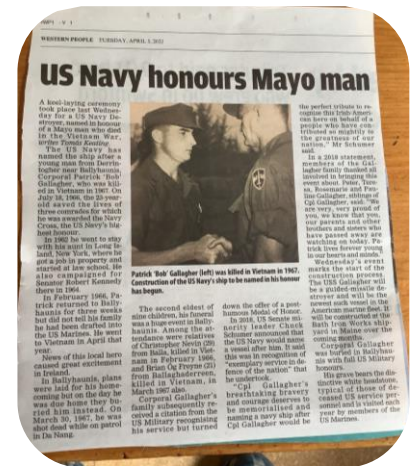 WESTERN PEOPLE TUESDAY, APRIL 5, 2021
US Navy honours Mayo man
A keel-laying ceremony
took place last Wednes-
day for a US Navy De-
stroyer, named in honour
of a Mayo man who died
in the Vietnam War,
writes Tomás Keating.
The US Navy has
named the ship after a
young man from Derrin-
togher near Ballyhaunis,
Corporal Patrick 'Bob'
Gallagher, who was kill-
ed in Vietnam in 1967. On
July 18, 1966, the 23-year-
old saved the lives of
three comrades for which
he was awarded the Navy
Cross, the US Navy's hig-
hest honour.
In 1962 he went to stay
with his aunt in Long Is-
land, New York, where he
got a job in property and
started at law school. He
also campaigned for
Senator Robert Kennedy
there in 1964.
In February 1966, Pa-
trick returned to Bally-
haunis for three weeks
but did not tell his family
he had been drafted into
the US Marines. He went
to Vietnam in April that
year.
News of this local hero
caused great excitement
in Ireland.
In Ballyhaunis, plans
were laid for his home-
coming but on the day he
was due home they bu-
ried him instead. On
March 30, 1967, he was
shot dead while on patrol
in Da Nang.
Patrick 'Bob' Gallagher (left) was killed in Vietnam in 1967.
Construction of the US Navy's ship to be named in his honour
has begun.
The second eldest of
nine children, his funeral
was a huge event in Bally-
haunis. Among the at-
tendance were relatives
of Christopher Nevin (29)
from Balla, killed in Viet-
nam in February 1966,
and Brian Óg Freyne (21)
from Ballaghaderreen,
killed in Vietnam, in
March 1967 also.
Corporal Gallagher's
family subsequently re-
ceived a citation from the
US Military recognising
his service but turned
down the offer of a post-
humous Medal of Honor.
In 2018, US Senate mi-
nority leader Chuck
Schumer announced that
the US Navy would name
a vessel after him. It said
this was in recognition of
"exemplary service in de-
fence of the nation" that
he undertook.
"Cpl Gallagher's
breathtaking bravery
and courage deserves to
be memorialised and
naming a navy ship after
Cpl Gallagher would be
the perfect tribute to re-
cognise this Irish-Ameri-
can hero on behalf of a
people who have con-
tributed so mightily to
the greatness of our
nation," Mr Schumer
said.
In a 2018 statement,
members of the Gal-
lagher family thanked all
involved in bringing this
event about. Peter, Tere-
sa, Rosemarie and Pau-
line Gallagher, siblings of
Cpl Gallagher, said: "We
are very, very proud of
you, we know that you,
our parents and other
brothers and sisters who
have passed away are
watching on today. Pa-
trick lives forever young
in our hearts and minds.
Wednesday's event
marks the start of the
construction process.
The USS Gallagher will
be a guided-missile de-
stroyer and will be the
newest such vessel in the
American marine fleet. It
will be constructed at the
Bath Iron Works ship-
yard in Maine over the
coming months.
Corporal Gallagher
was buried in Ballyhau-
nis with full US Military
honours.
His grave bears the dis-
tinctive white headstone,
typical of those of de-
ceased US service per-
sonnel and is visited each
year by members of the
US Marines.